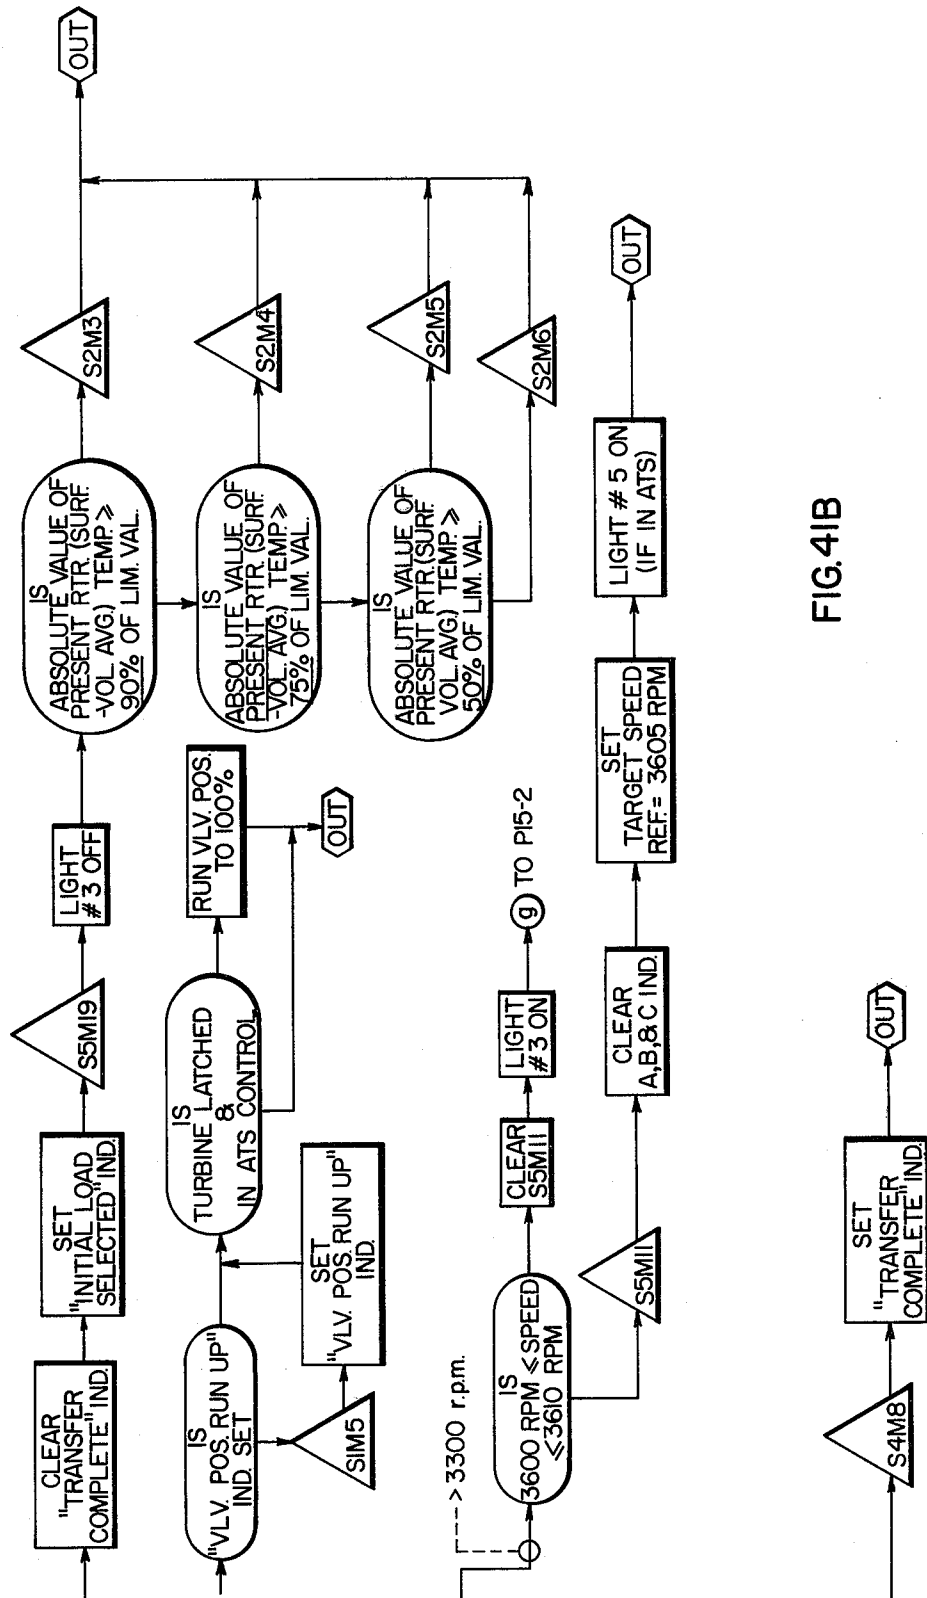 CLEAR
"TRANSFER
COMPLETE" IND.
SET
"INITIAL LOAD
SELECTED" IND.
S5M19
LIGHT
#3 OFF
IS
ABSOLUTE VALUE OF
PRESENT RTR. (SURF.
-VOL. AVG.) TEMP. ⩾
90% OF LIM. VAL.
S2M3
OUT
IS
ABSOLUTE VALUE OF
PRESENT RTR. (SURF.
-VOL. AVG.) TEMP. ⩾
75% OF LIM. VAL.
S2M4
IS
ABSOLUTE VALUE OF
PRESENT RTR. (SURF.
VOL. AVG.) TEMP. ⩾
50% OF LIM. VAL.
S2M5
S2M6
IS
"VLV. POS. RUN UP"
IND. SET
S1M5
SET
"VLV. POS. RUN UP"
IND.
IS
TURBINE LATCHED
&
IN ATS CONTROL
RUN VLV. POS.
TO 100%
OUT
> 3300 r.p.m.
IS
3600 RPM ⩽ SPEED
⩽ 3610 RPM
CLEAR
S5M11
LIGHT
#3 ON
g TO P15-2
S5M11
CLEAR
A, B, & C IND.
SET
TARGET SPEED
REF. = 3605 RPM
LIGHT # 5 ON
(IF IN ATS)
OUT
S4M8
SET
"TRANSFER
COMPLETE" IND.
OUT
FIG. 41B